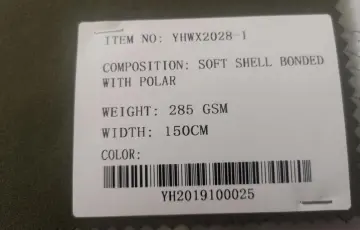 ITEM NO: YHWX2028-1
COMPOSITION: SOFT SHELL BONDED
WITH POLAR
WEIGHT: 285 GSM
WIDTH: 150CM
COLOR:
YH2019100025